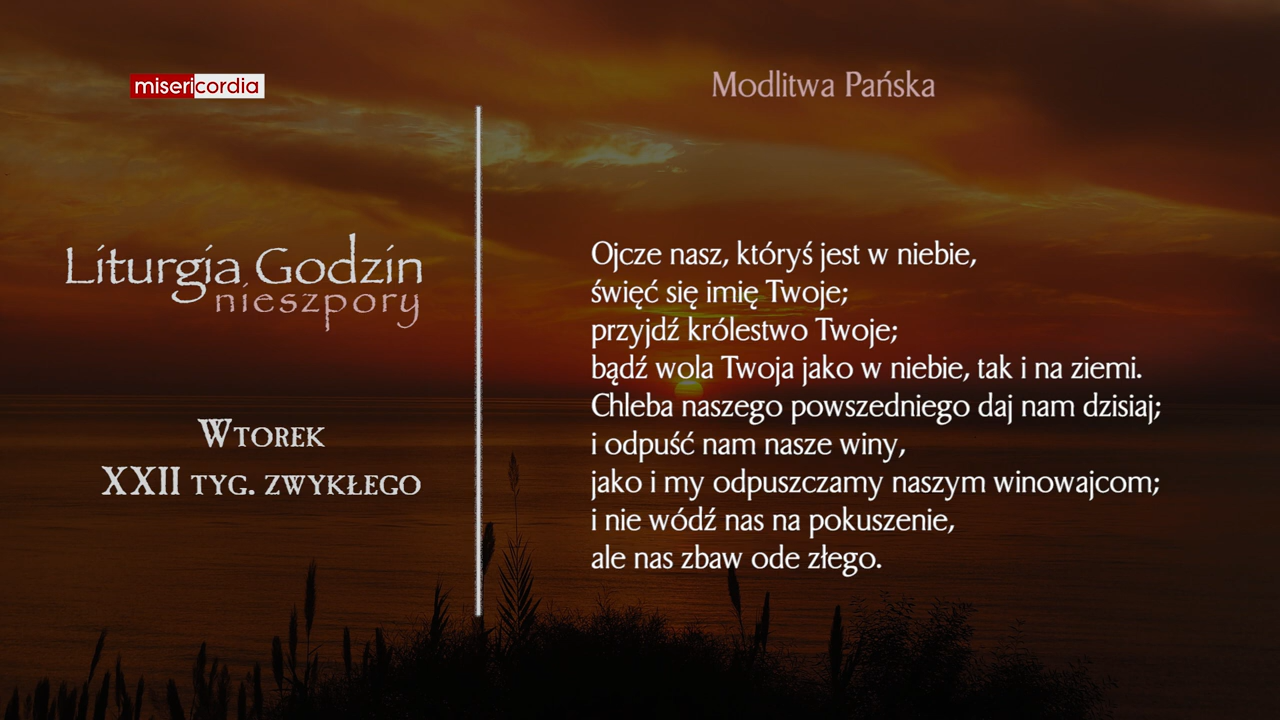 misericordia
Liturgia Godzin
nieszpory
Wtorek
XXII tyg. zwykłego
Modlitwa Pańska
Ojcze nasz, któryś jest w niebie,
święć się imię Twoje;
przyjdź królestwo Twoje;
bądź wola Twoja jako w niebie, tak i na ziemi.
Chleba naszego powszedniego daj nam dzisiaj;
i odpuść nam nasze winy,
jako i my odpuszczamy naszym winowajcom;
i nie wódź nas na pokuszenie,
ale nas zbaw ode złego.